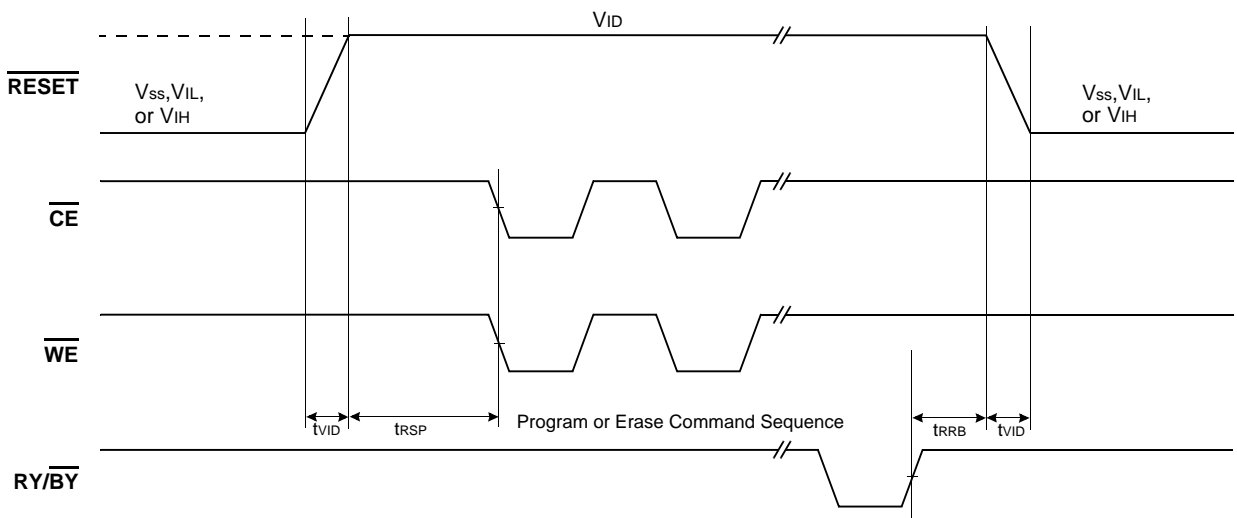 VID
RESET
Vss,VIL,
or VIH
Vss,VIL,
or VIH
CE
WE
tVID
tRSP
Program or Erase Command Sequence
tRRB
tVID
RY/BY